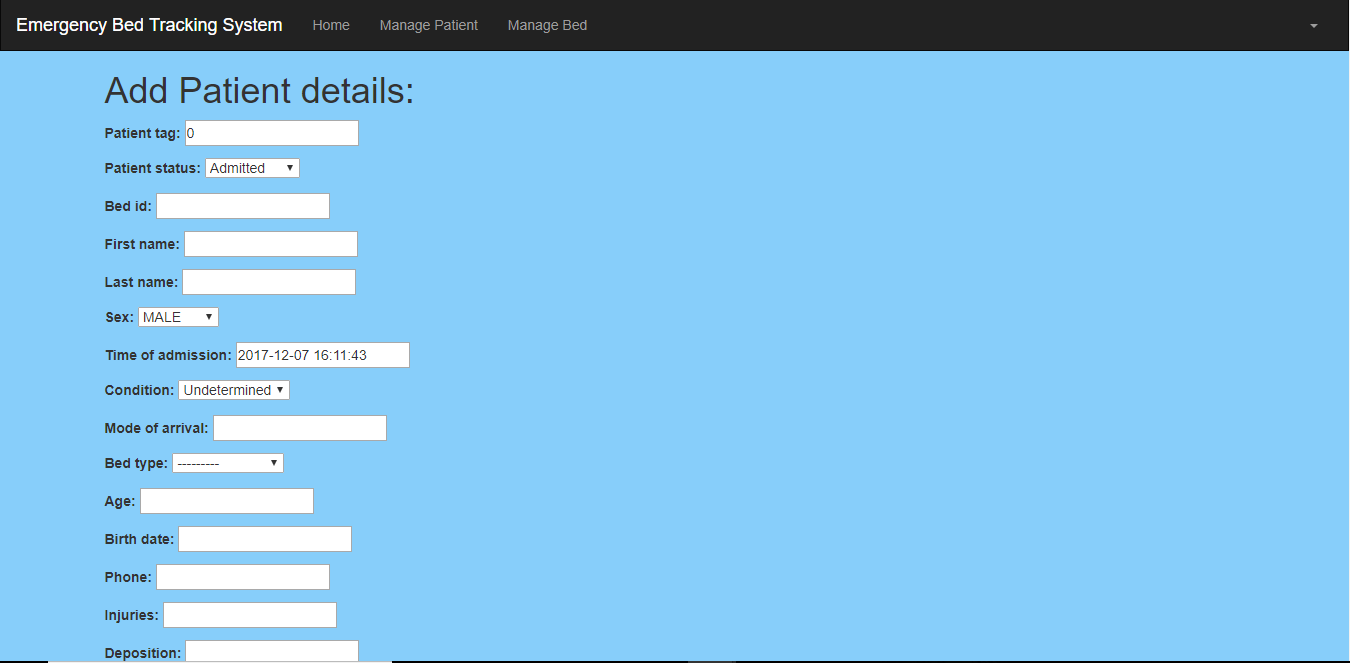 Emergency Bed Tracking System Home Manage Patient Manage Bed
Add Patient details:
Patient tag: 0
Patient status: Admitted
Bed id:
First name:
Last name:
Sex: MALE
Time of admission: 2017-12-07 16:11:43
Condition: Undetermined
Mode of arrival:
Bed type: ---------
Age:
Birth date:
Phone:
Injuries:
Deposition: